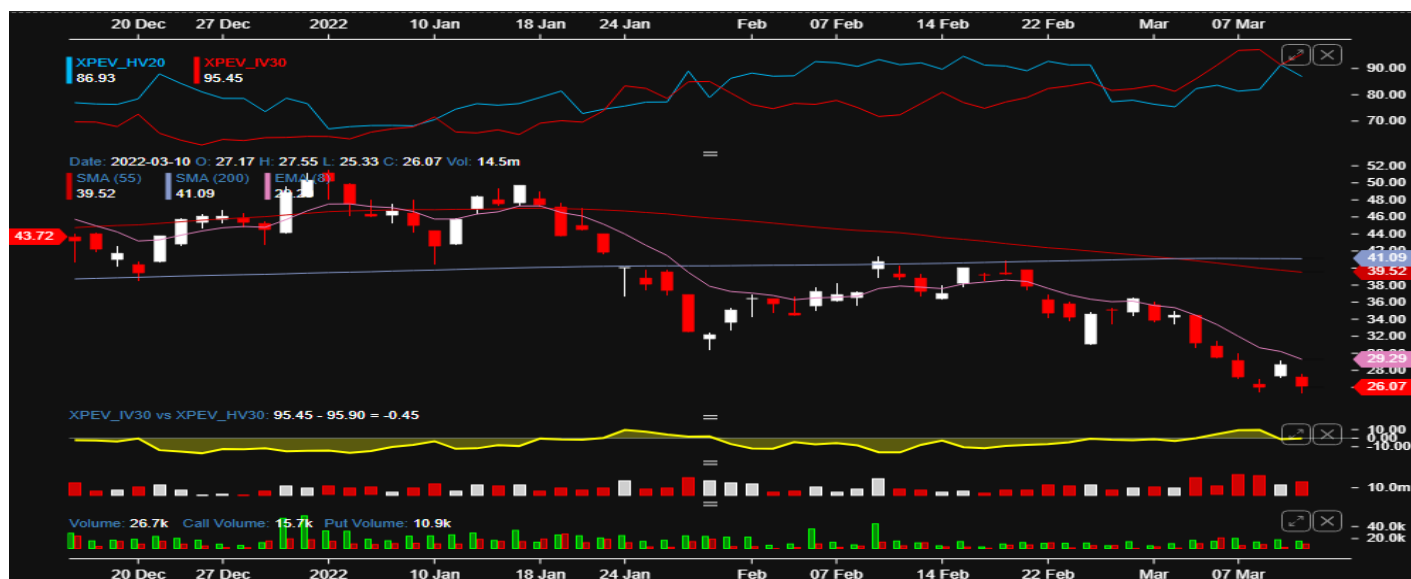 20 Dec 27 Dec 2022 10 Jan 18 Jan 24 Jan Feb 07 Feb 14 Feb 22 Feb Mar 07 Mar
XPEV_HV20 XPEV_IV30
86.93 95.45
90.00
80.00
70.00
Date: 2022-03-10 O: 27.17 H: 27.55 L: 25.33 C: 26.07 Vol: 14.5m
SMA (55) SMA (200) EMA (8)
39.52 41.09
52.00
50.00
48.00
46.00
44.00
43.72
42.00
41.09
39.52
38.00
36.00
34.00
32.00
29.29
28.00
26.07
XPEV_IV30 vs XPEV_HV30: 95.45 - 95.90 = -0.45
10.00
0.00
-10.00
10.0m
Volume: 26.7k Call Volume: 15.7k Put Volume: 10.9k
40.0k
20.0k
20 Dec 27 Dec 2022 10 Jan 18 Jan 24 Jan Feb 07 Feb 14 Feb 22 Feb Mar 07 Mar